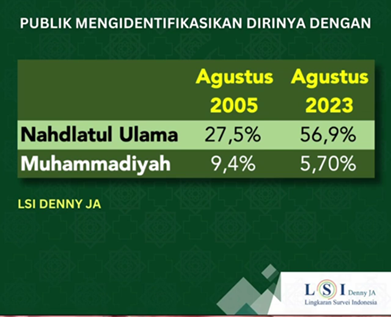 PUBLIK MENGIDENTIFIKASIKAN DIRINYA DENGAN
Agustus 2005 Agustus 2023
Nahdlatul Ulama 27,5% 56,9%
Muhammadiyah 9,4% 5,70%
LSI DENNY JA
LSI Denny JA
Lingkaran Survei Indonesia